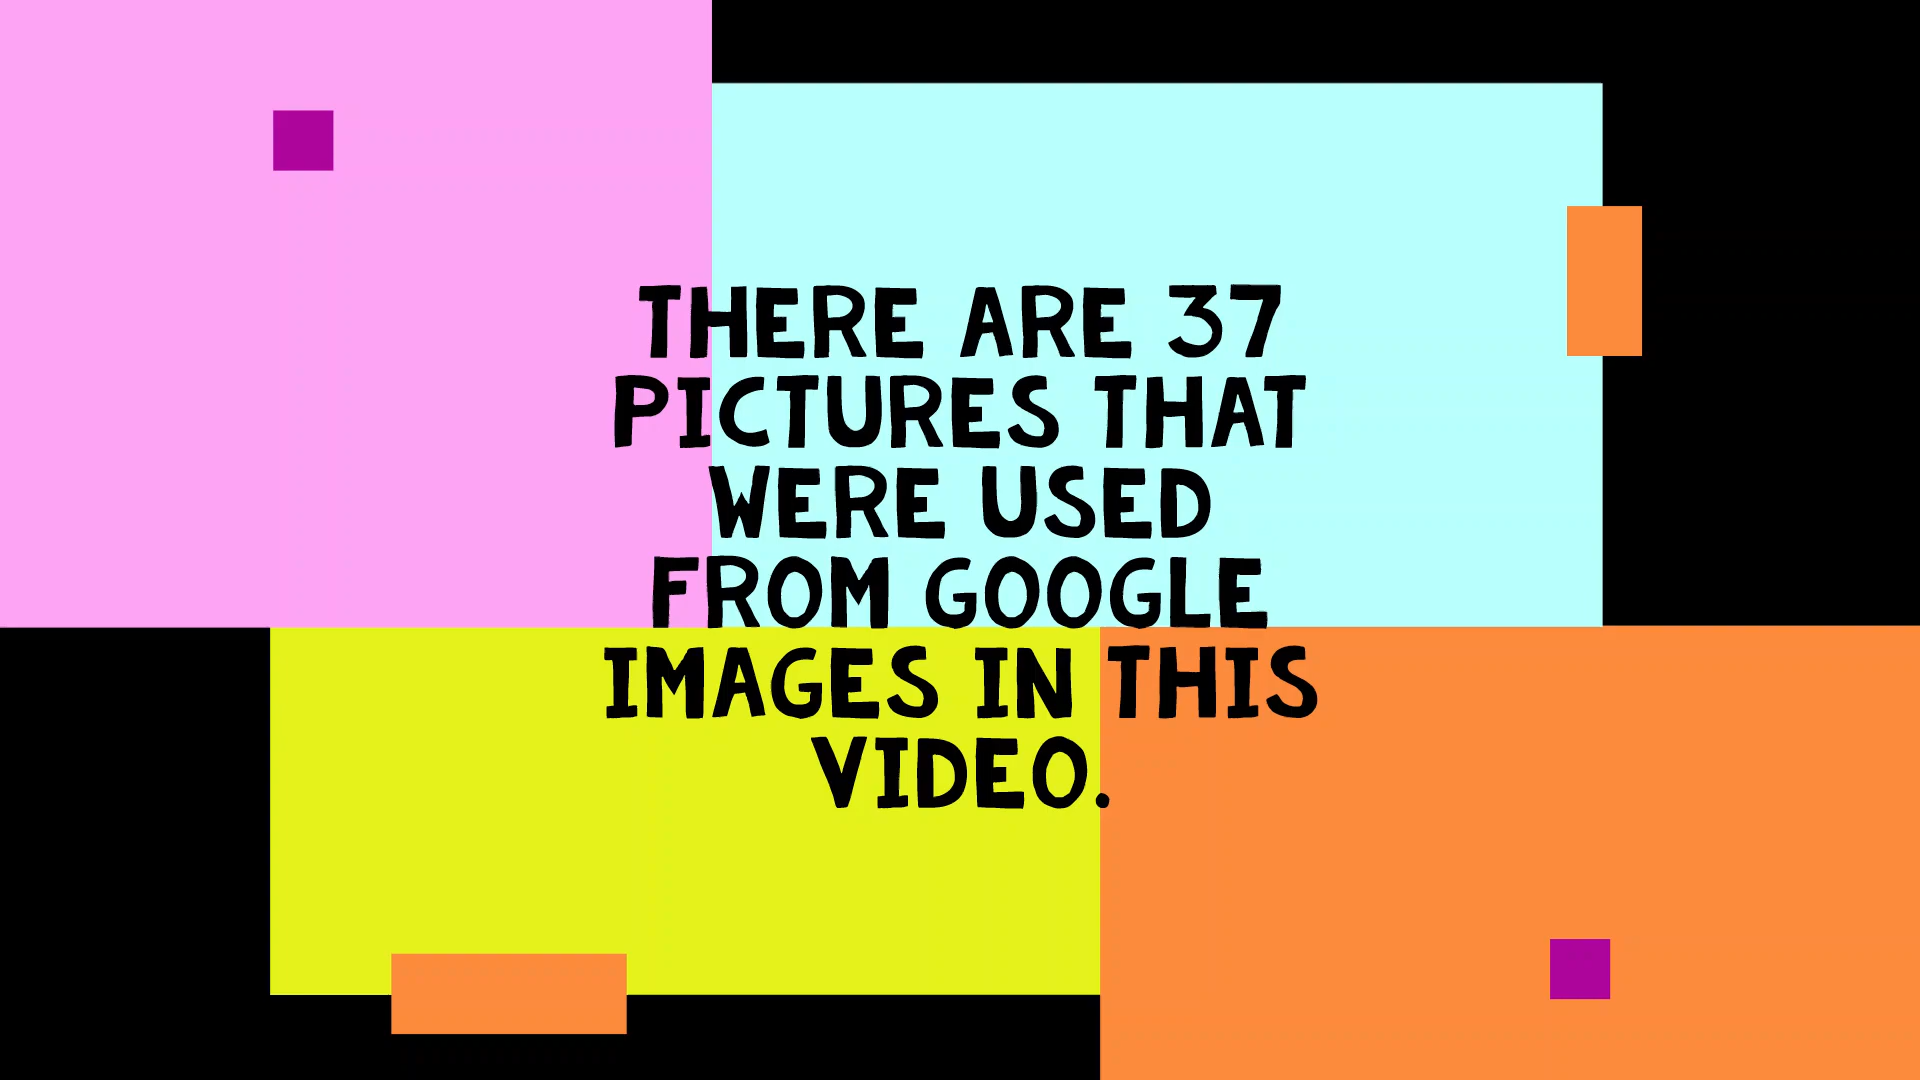 THERE ARE 37
PICTURES THAT
WERE USED
FROM GOOGLE
IMAGES IN THIS
VIDEO.